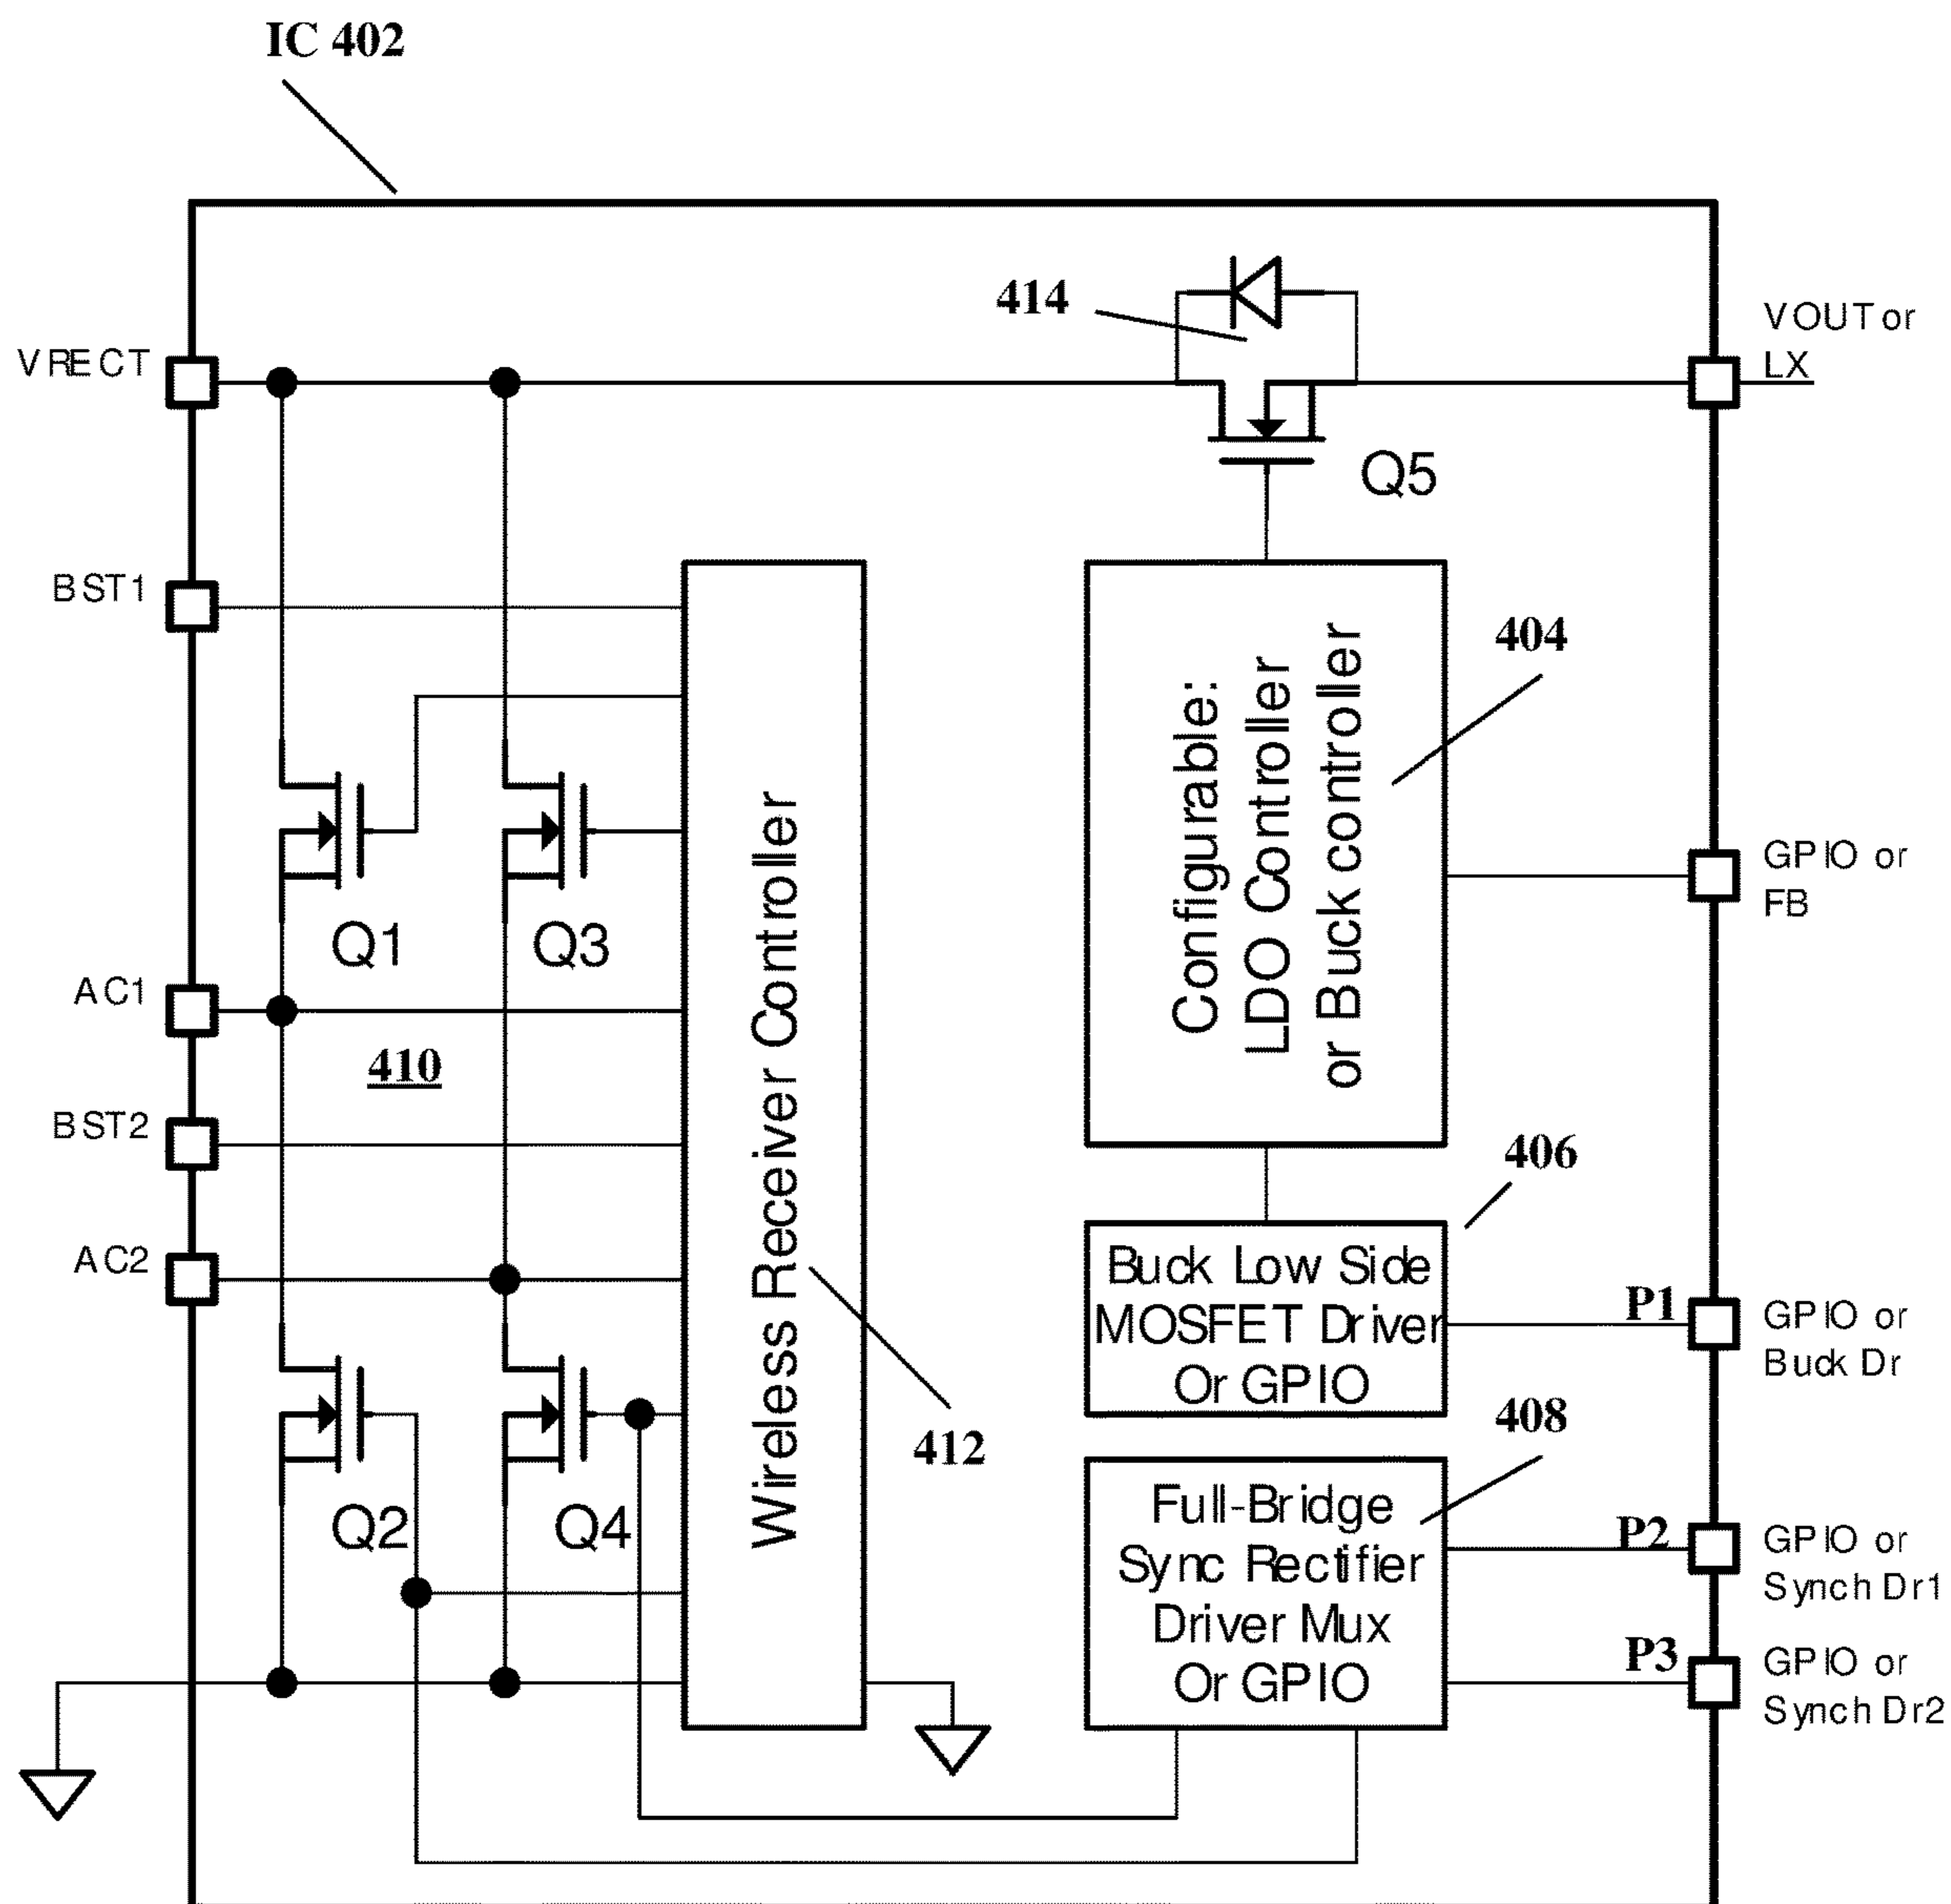 IC 402
414
VOUT or
LX
VRECT
Q5
BST1
404
Configurable:
LDO Controller
or Buck controller
GPIO or
FB
Q1
Q3
Wireless Receiver Controller
AC1
410
BST2
406
AC2
Buck Low Side
MOSFET Driver
Or GPIO
P1
GPIO or
Buck Dr
412
408
Q2
Q4
Full-Bridge
Sync Rectifier
Driver Mux
Or GPIO
P2
GPIO or
Synch Dr1
P3
GPIO or
Synch Dr2